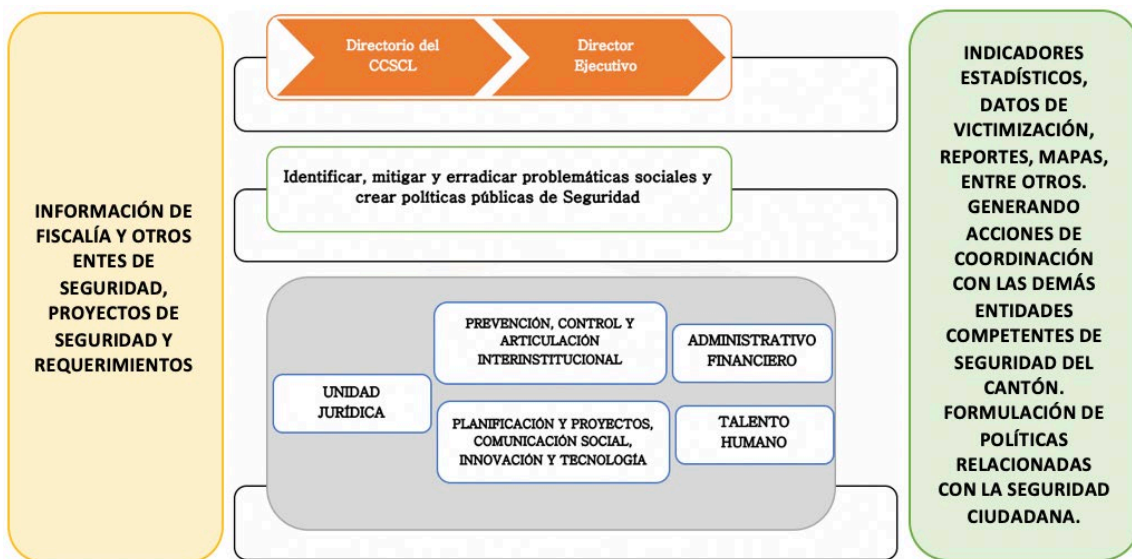 INFORMACIÓN DE
FISCALÍA Y OTROS
ENTES DE
SEGURIDAD,
PROYECTOS DE
SEGURIDAD Y
REQUERIMIENTOS
Directorio del
CCSCL
Director
Ejecutivo
Identificar, mitigar y erradicar problemáticas sociales y
crear políticas públicas de Seguridad
UNIDAD
JURÍDICA
PREVENCIÓN, CONTROL Y
ARTICULACIÓN
INTERINSTITUCIONAL
ADMINISTRATIVO
FINANCIERO
PLANIFICACIÓN Y PROYECTOS,
COMUNICACIÓN SOCIAL,
INNOVACIÓN Y TECNOLOGÍA
TALENTO
HUMANO
INDICADORES
ESTADÍSTICOS,
DATOS DE
VICTIMIZACIÓN,
REPORTES, MAPAS,
ENTRE OTROS.
GENERANDO
ACCIONES DE
COORDINACIÓN
CON LAS DEMÁS
ENTIDADES
COMPETENTES DE
SEGURIDAD DEL
CANTÓN.
FORMULACIÓN DE
POLÍTICAS
RELACIONADAS
CON LA SEGURIDAD
CIUDADANA.